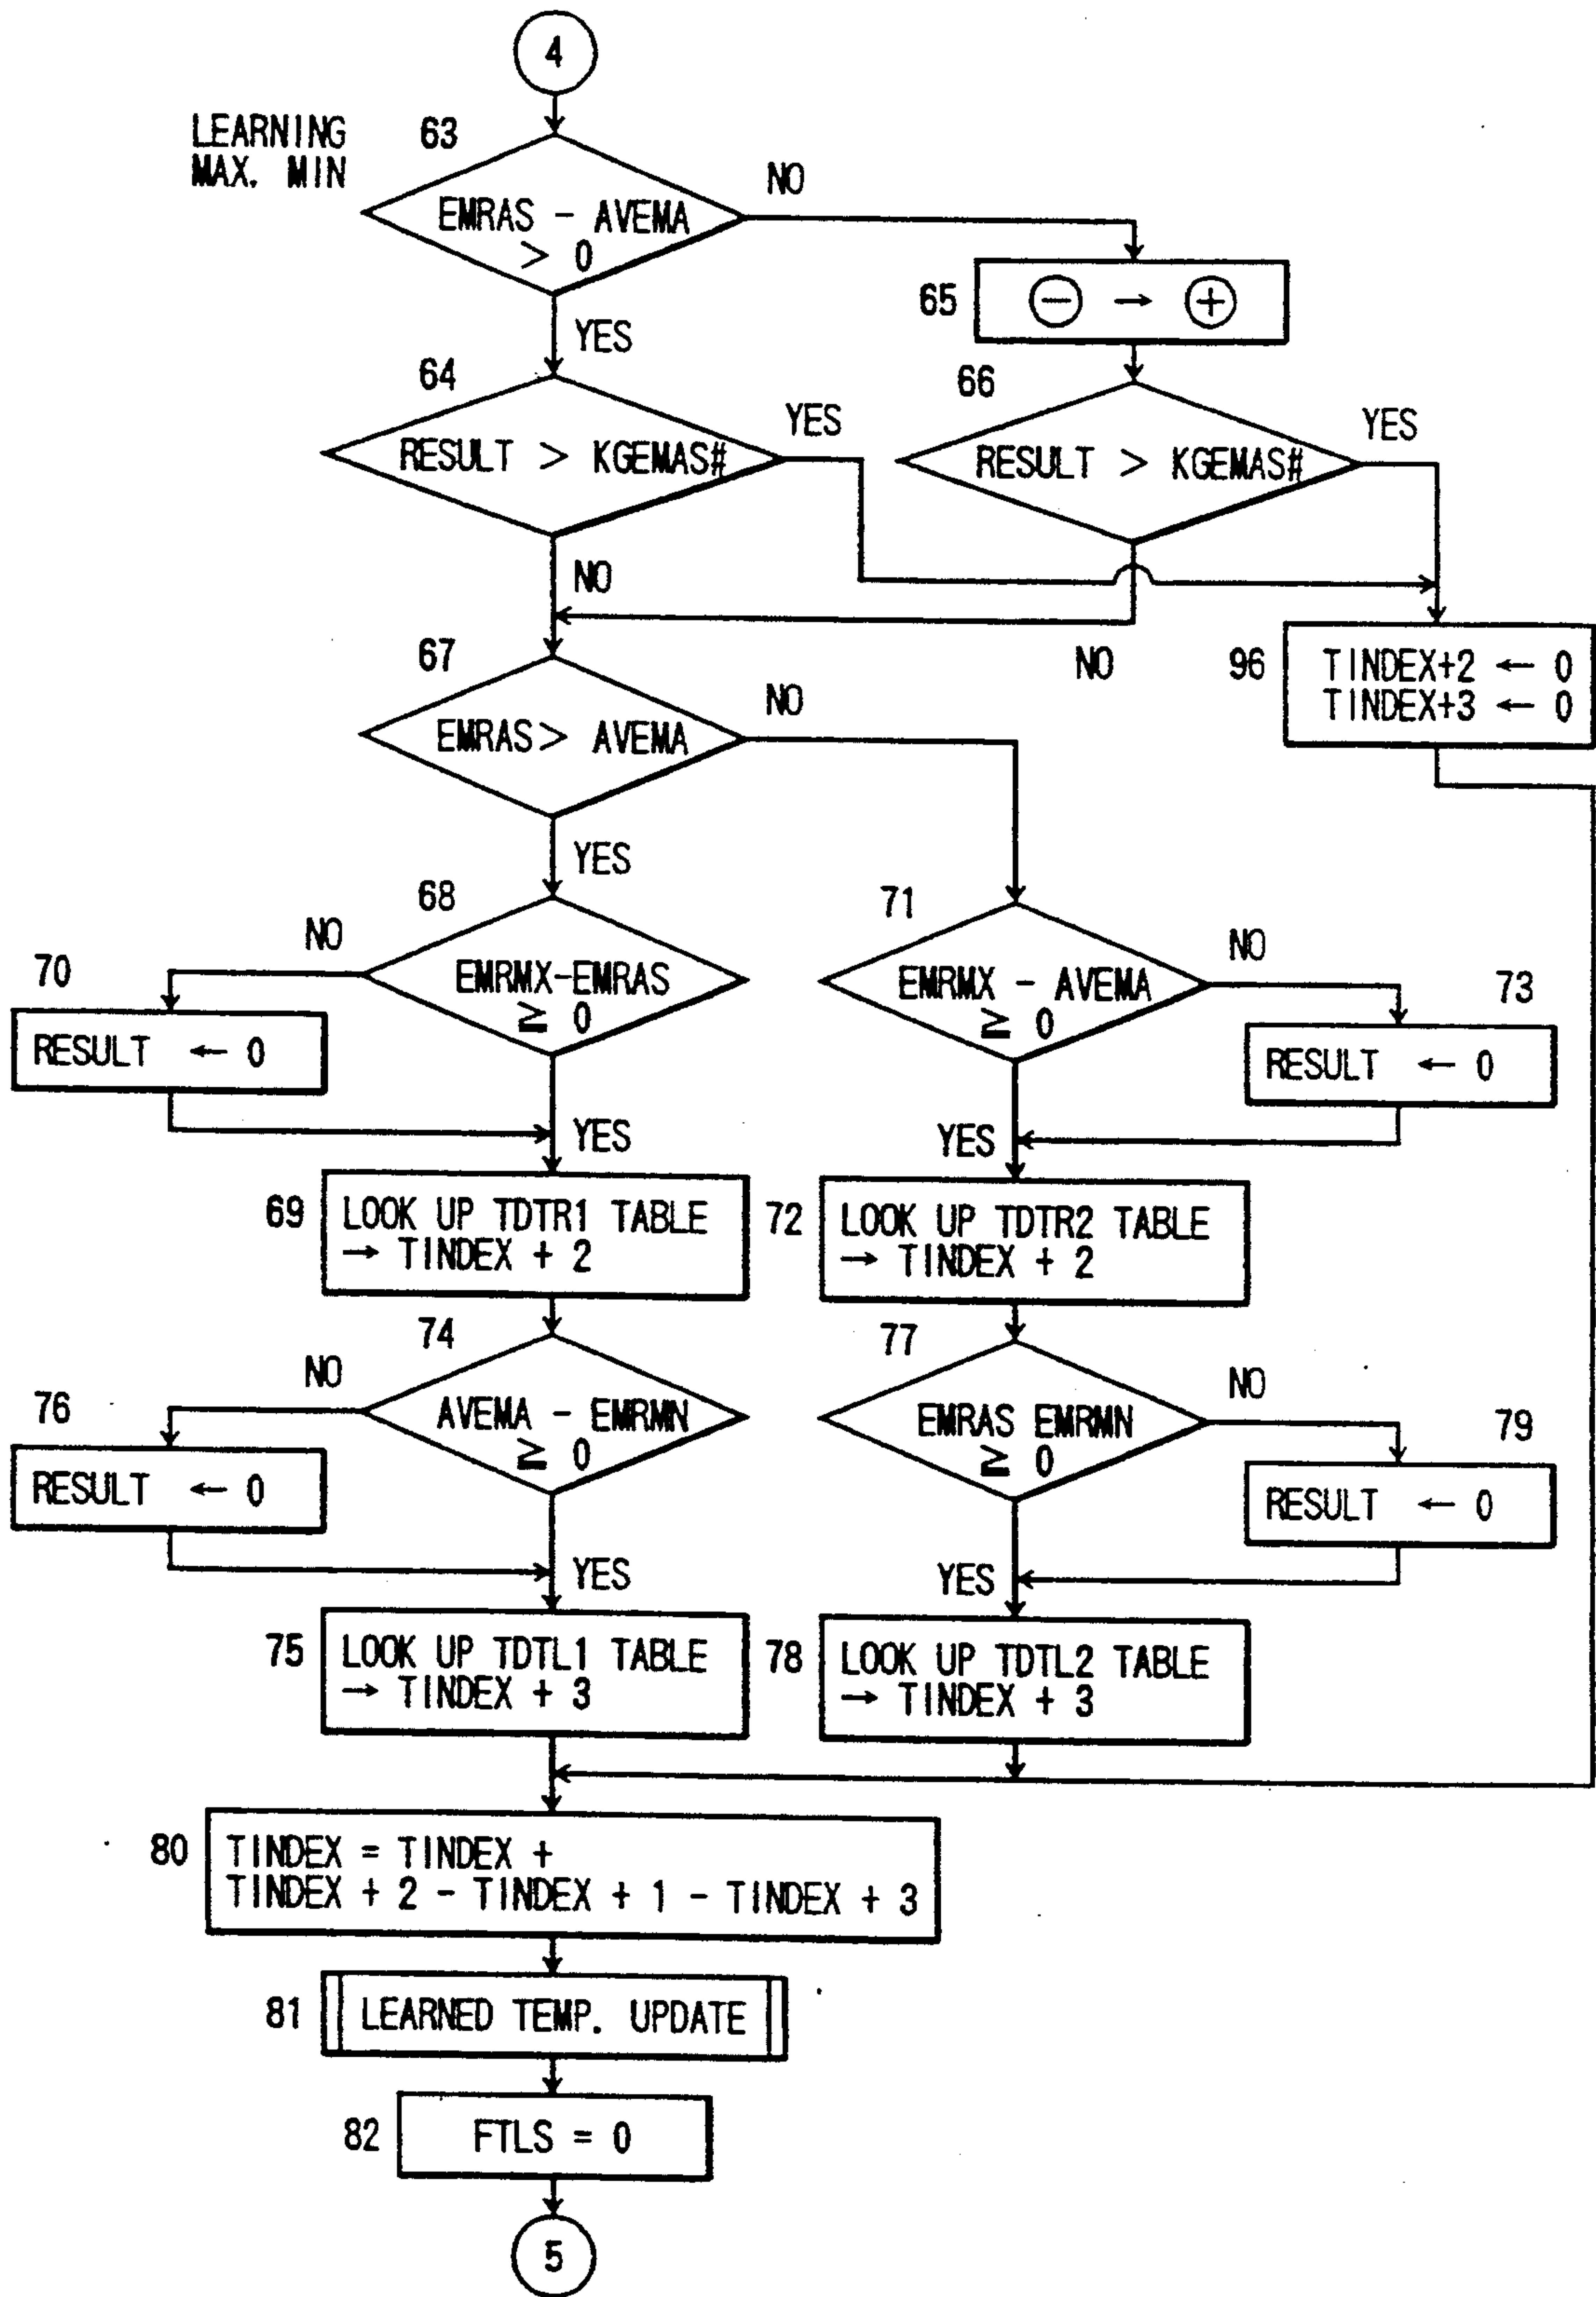 4
LEARNING
MAX. MIN
63
EMRAS - AVEMA
> 0
NO
YES
65
⊖ → ⊕
64
RESULT > KGEMAS#
YES
NO
66
RESULT > KGEMAS#
YES
NO
96
TINDEX+2 ← 0
TINDEX+3 ← 0
67
EMRAS > AVEMA
NO
YES
68
EMRMX-EMRAS
≧ 0
NO
YES
70
RESULT ← 0
71
EMRMX - AVEMA
≧ 0
NO
YES
73
RESULT ← 0
69
LOOK UP TDTR1 TABLE
→ TINDEX + 2
72
LOOK UP TDTR2 TABLE
→ TINDEX + 2
74
AVEMA - EMRMN
≧ 0
NO
YES
76
RESULT ← 0
77
EMRAS EMRMN
≧ 0
NO
YES
79
RESULT ← 0
75
LOOK UP TDTL1 TABLE
→ TINDEX + 3
78
LOOK UP TDTL2 TABLE
→ TINDEX + 3
80
TINDEX = TINDEX +
TINDEX + 2 - TINDEX + 1 - TINDEX + 3
81
LEARNED TEMP. UPDATE
82
FTLS = 0
5